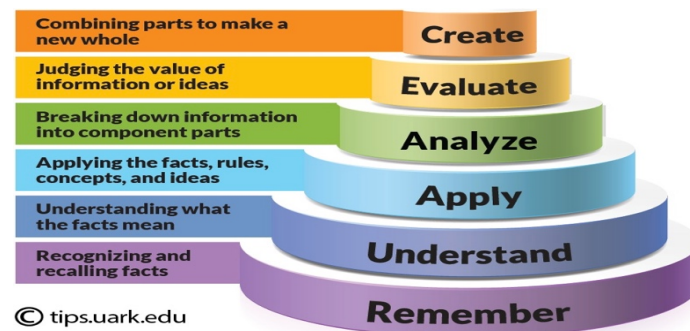 Combining parts to make a
new whole
Create
Judging the value of
information or ideas
Evaluate
Breaking down information
into component parts
Analyze
Applying the facts, rules,
concepts, and ideas
Apply
Understanding what
the facts mean
Understand
Recognizing and
recalling facts
Remember
© tips.uark.edu